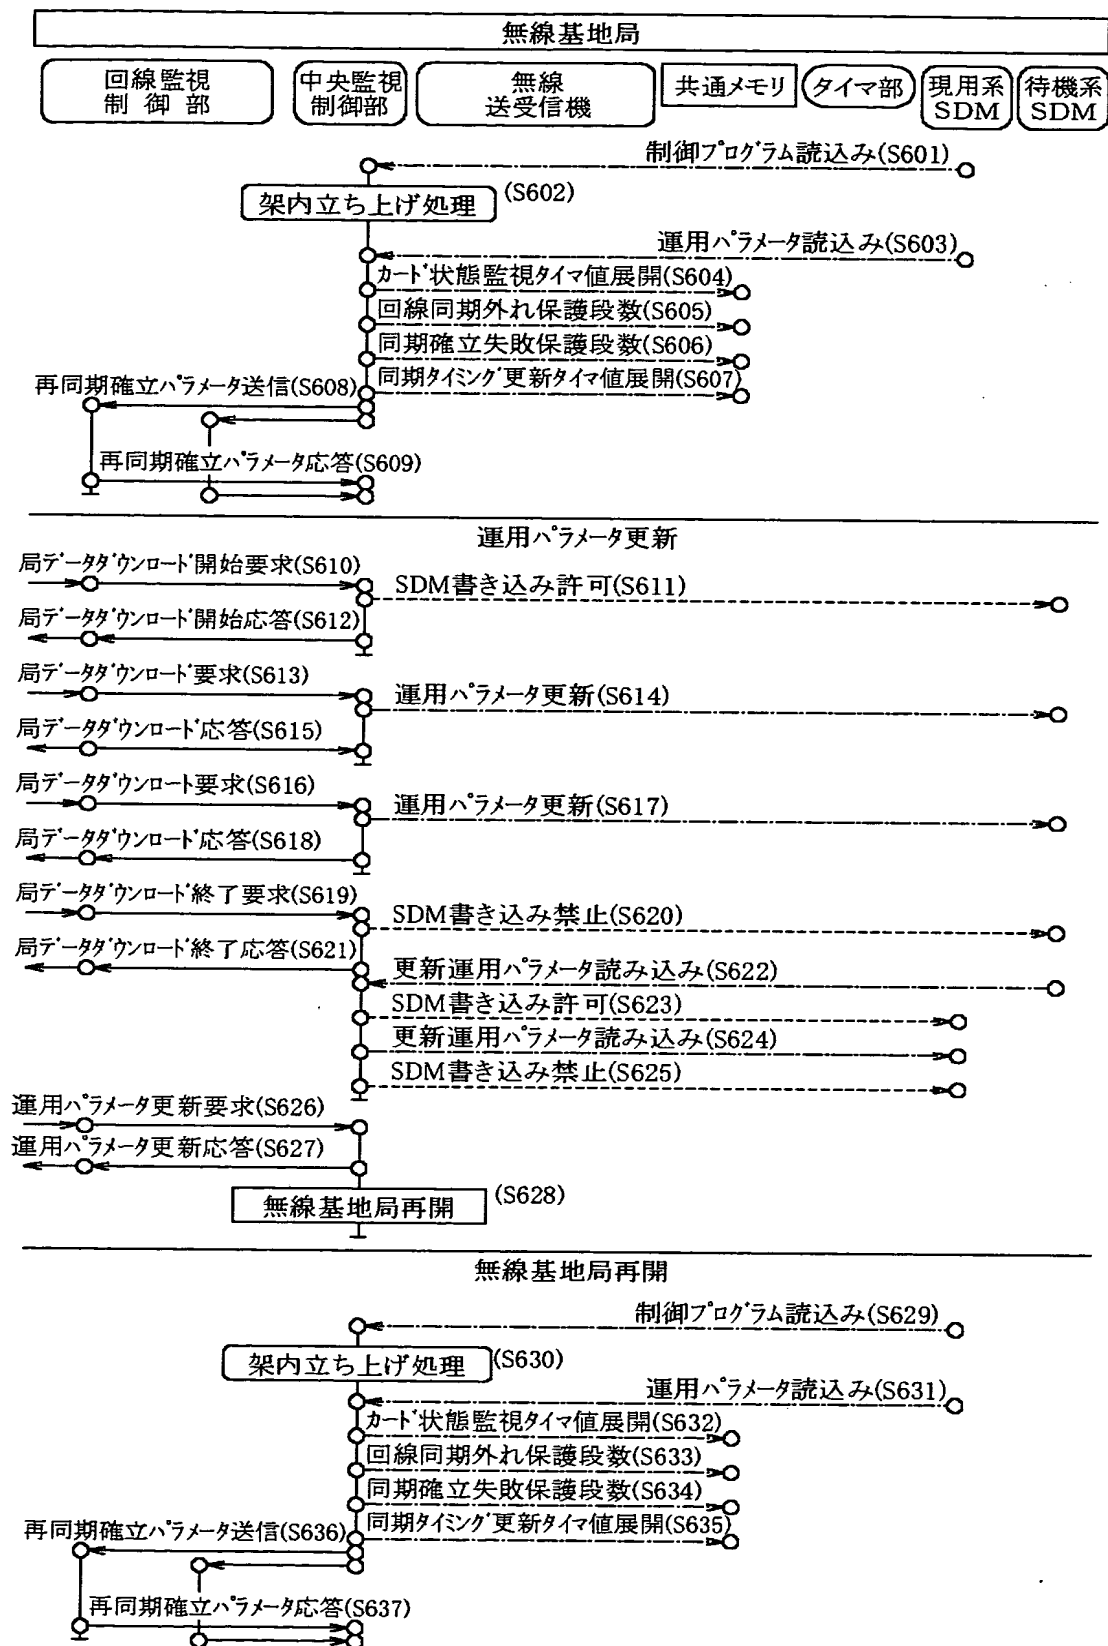 無線基地局
回線監視
制御部
中央監視
制御部
無線
送受信機
共通メモリ
タイマ部
現用系
SDM
待機系
SDM
制御プログラム読込み(S601)
架内立ち上げ処理
(S602)
運用パラメータ読込み(S603)
カード状態監視タイマ値展開(S604)
回線同期外れ保護段数(S605)
同期確立失敗保護段数(S606)
同期タイミング更新タイマ値展開(S607)
再同期確立パラメータ送信(S608)
再同期確立パラメータ応答(S609)
運用パラメータ更新
局データダウンロード開始要求(S610)
SDM書き込み許可(S611)
局データダウンロード開始応答(S612)
局データダウンロード要求(S613)
運用パラメータ更新(S614)
局データダウンロード応答(S615)
局データダウンロード要求(S616)
運用パラメータ更新(S617)
局データダウンロード応答(S618)
局データダウンロード終了要求(S619)
SDM書き込み禁止(S620)
局データダウンロード終了応答(S621)
更新運用パラメータ読み込み(S622)
SDM書き込み許可(S623)
更新運用パラメータ読み込み(S624)
SDM書き込み禁止(S625)
運用パラメータ更新要求(S626)
運用パラメータ更新応答(S627)
無線基地局再開
(S628)
無線基地局再開
制御プログラム読込み(S629)
架内立ち上げ処理
(S630)
運用パラメータ読込み(S631)
カード状態監視タイマ値展開(S632)
回線同期外れ保護段数(S633)
同期確立失敗保護段数(S634)
同期タイミング更新タイマ値展開(S635)
再同期確立パラメータ送信(S636)
再同期確立パラメータ応答(S637)